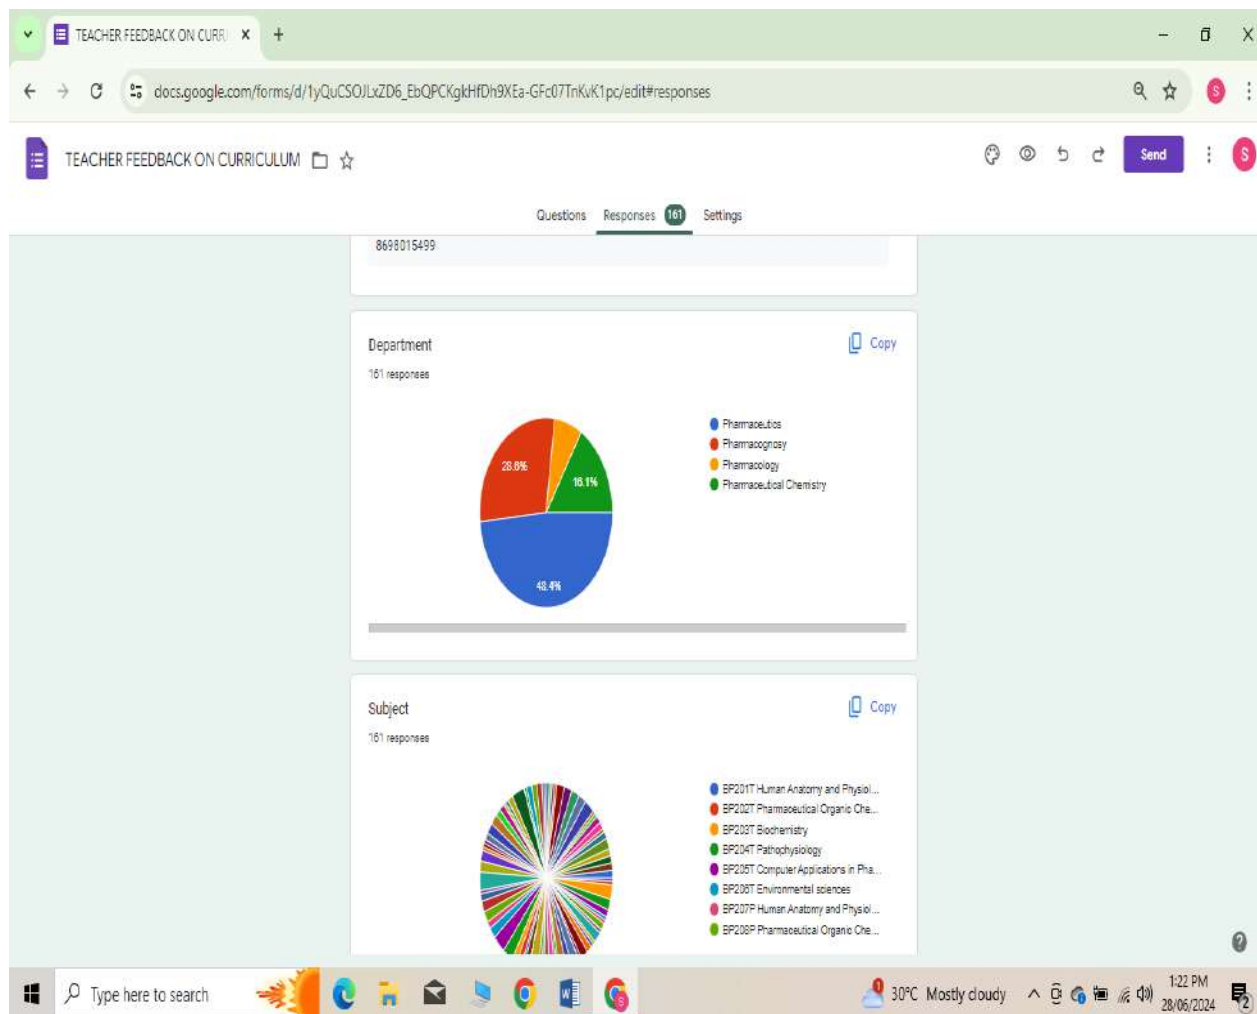 TEACHER FEEDBACK ON CURRI
docs.google.com/forms/d/1yQuCSOJLxZD6_EbQPCKgkHfDh9XEa-GFc07TnKvK1pc/edit#responses
S
TEACHER FEEDBACK ON CURRICULUM
Send
S
Questions Responses 161 Settings
8698015499
Department
Copy
161 responses
Pharmaceutics
Pharmacognosy
Pharmacology
Pharmaceutical Chemistry
28.6%
16.1%
48.4%
Subject
Copy
161 responses
BP201T Human Anatomy and Physiol...
BP202T Pharmaceutical Organic Che...
BP203T Biochemistry
BP204T Pathophysiology
BP205T Computer Applications in Pha...
BP206T Environmental sciences
BP207P Human Anatomy and Physiol...
BP208P Pharmaceutical Organic Che...
Type here to search
30°C Mostly cloudy
1:22 PM
28/06/2024
2